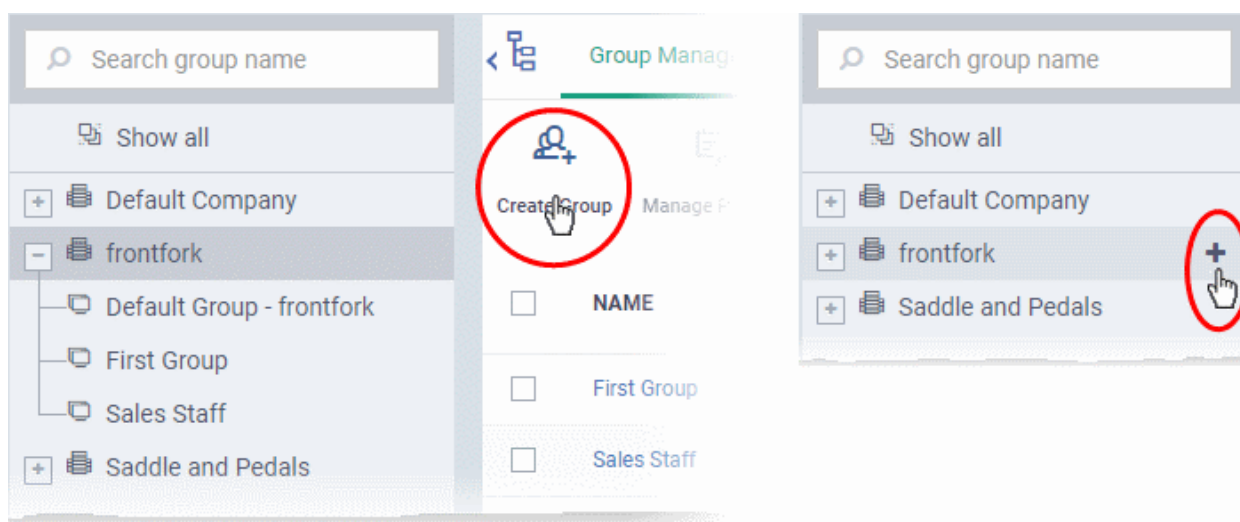 Search group name
Show all
Default Company
frontfork
Default Group - frontfork
First Group
Sales Staff
Saddle and Pedals
Group Manag
Create Group
Manage
NAME
First Group
Sales Staff
Search group name
Show all
Default Company
frontfork
Saddle and Pedals